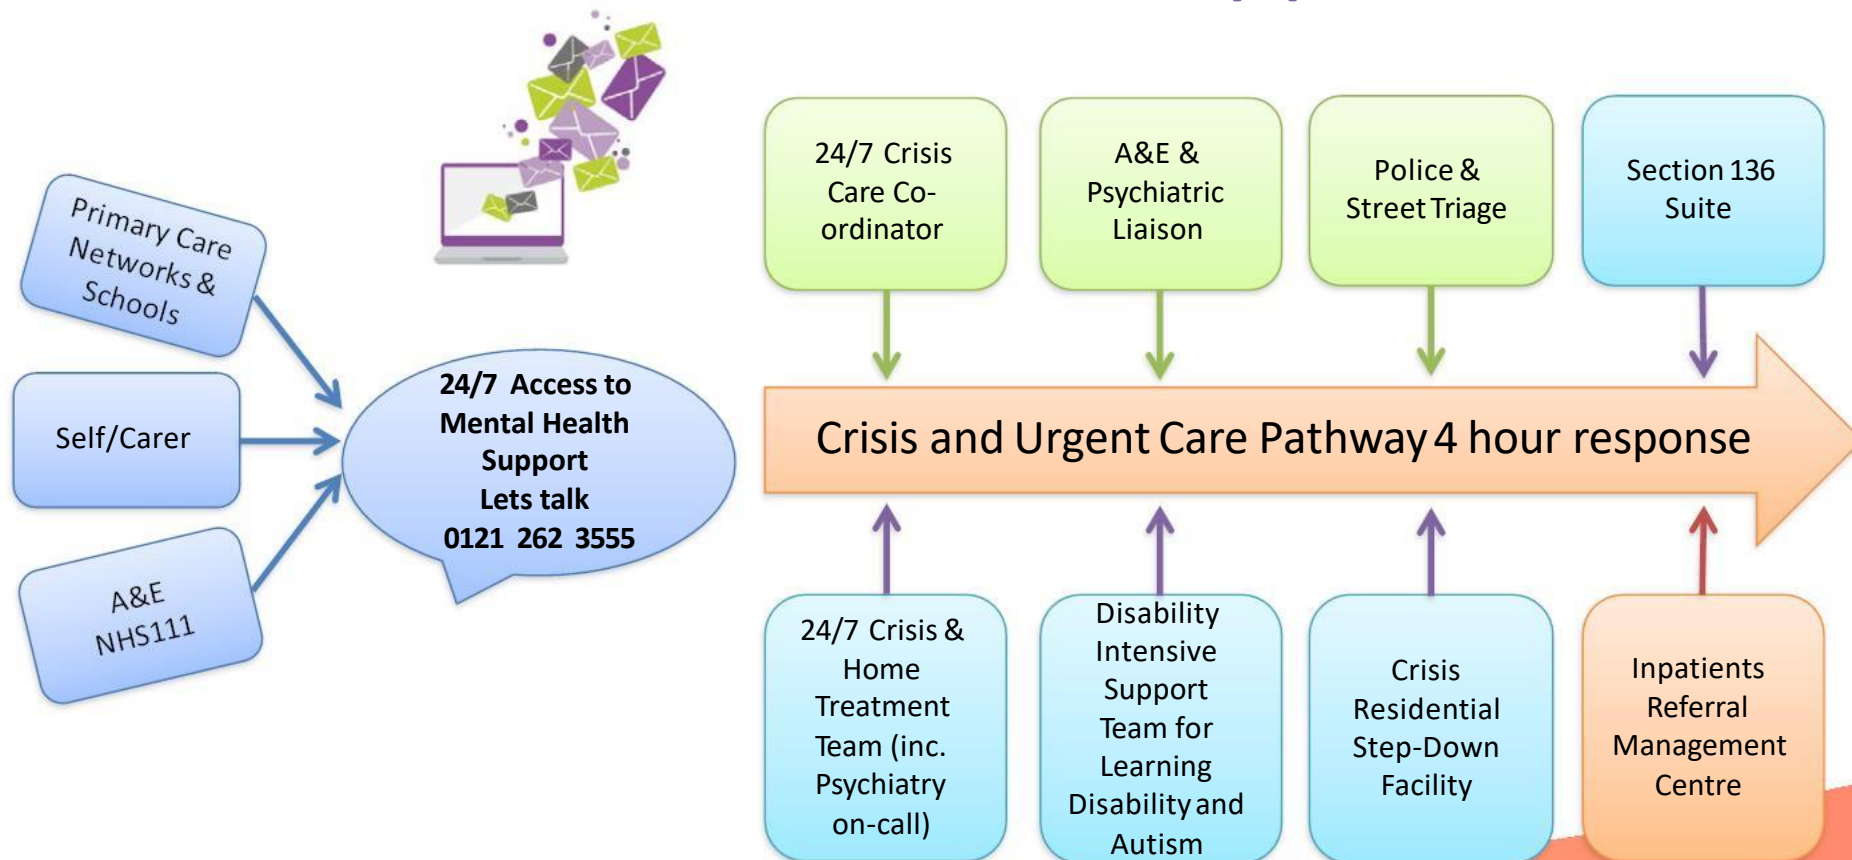 Primary Care
Networks &
Schools
Self/Carer
A&E
NHS111
24/7 Access to
Mental Health
Support
Lets talk
0121 262 3555
24/7 Crisis
Care Co-
ordinator
A&E &
Psychiatric
Liaison
Police &
Street Triage
Section 136
Suite
Crisis and Urgent Care Pathway 4 hour response
24/7 Crisis &
Home
Treatment
Team (inc.
Psychiatry
on-call)
Disability
Intensive
Support
Team for
Learning
Disability and
Autism
Crisis
Residential
Step-Down
Facility
Inpatients
Referral
Management
Centre